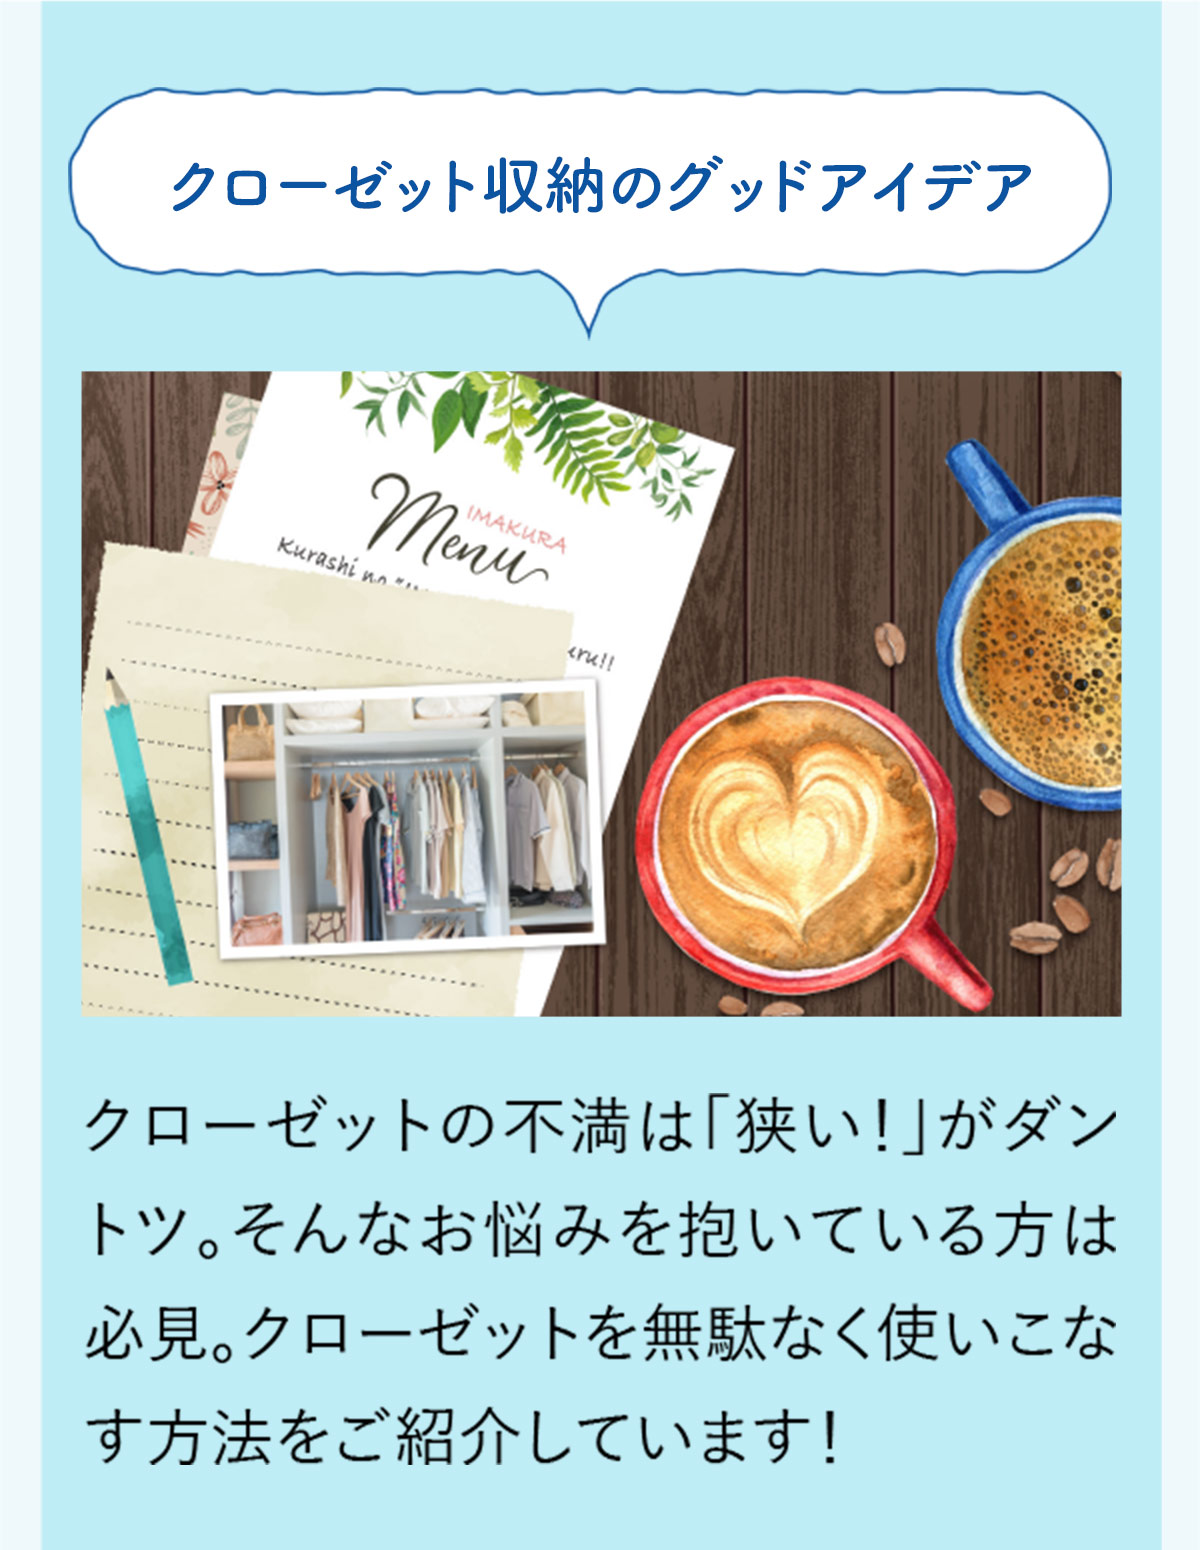 クローゼット収納のグッドアイデア
IMAKURA
Menu
Kurashi no
クローゼットの不満は「狭い！」がダン
トツ。そんなお悩みを抱いている方は
必見。クローゼットを無駄なく使いこな
す方法をご紹介しています！